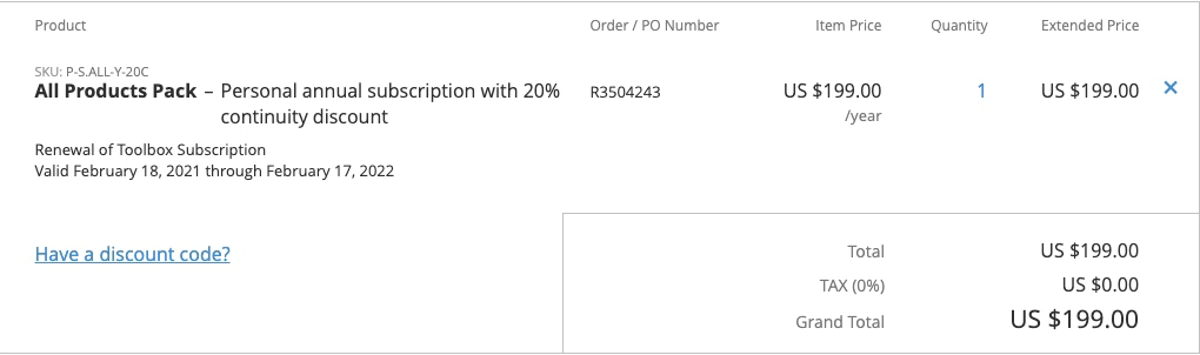 Product Order / PO Number Item Price Quantity Extended Price
SKU: P-S.ALL-Y-20C
All Products Pack – Personal annual subscription with 20% R3504243 US $199.00 1 US $199.00 ×
continuity discount /year
Renewal of Toolbox Subscription
Valid February 18, 2021 through February 17, 2022
Have a discount code? Total US $199.00
TAX (0%) US $0.00
Grand Total US $199.00